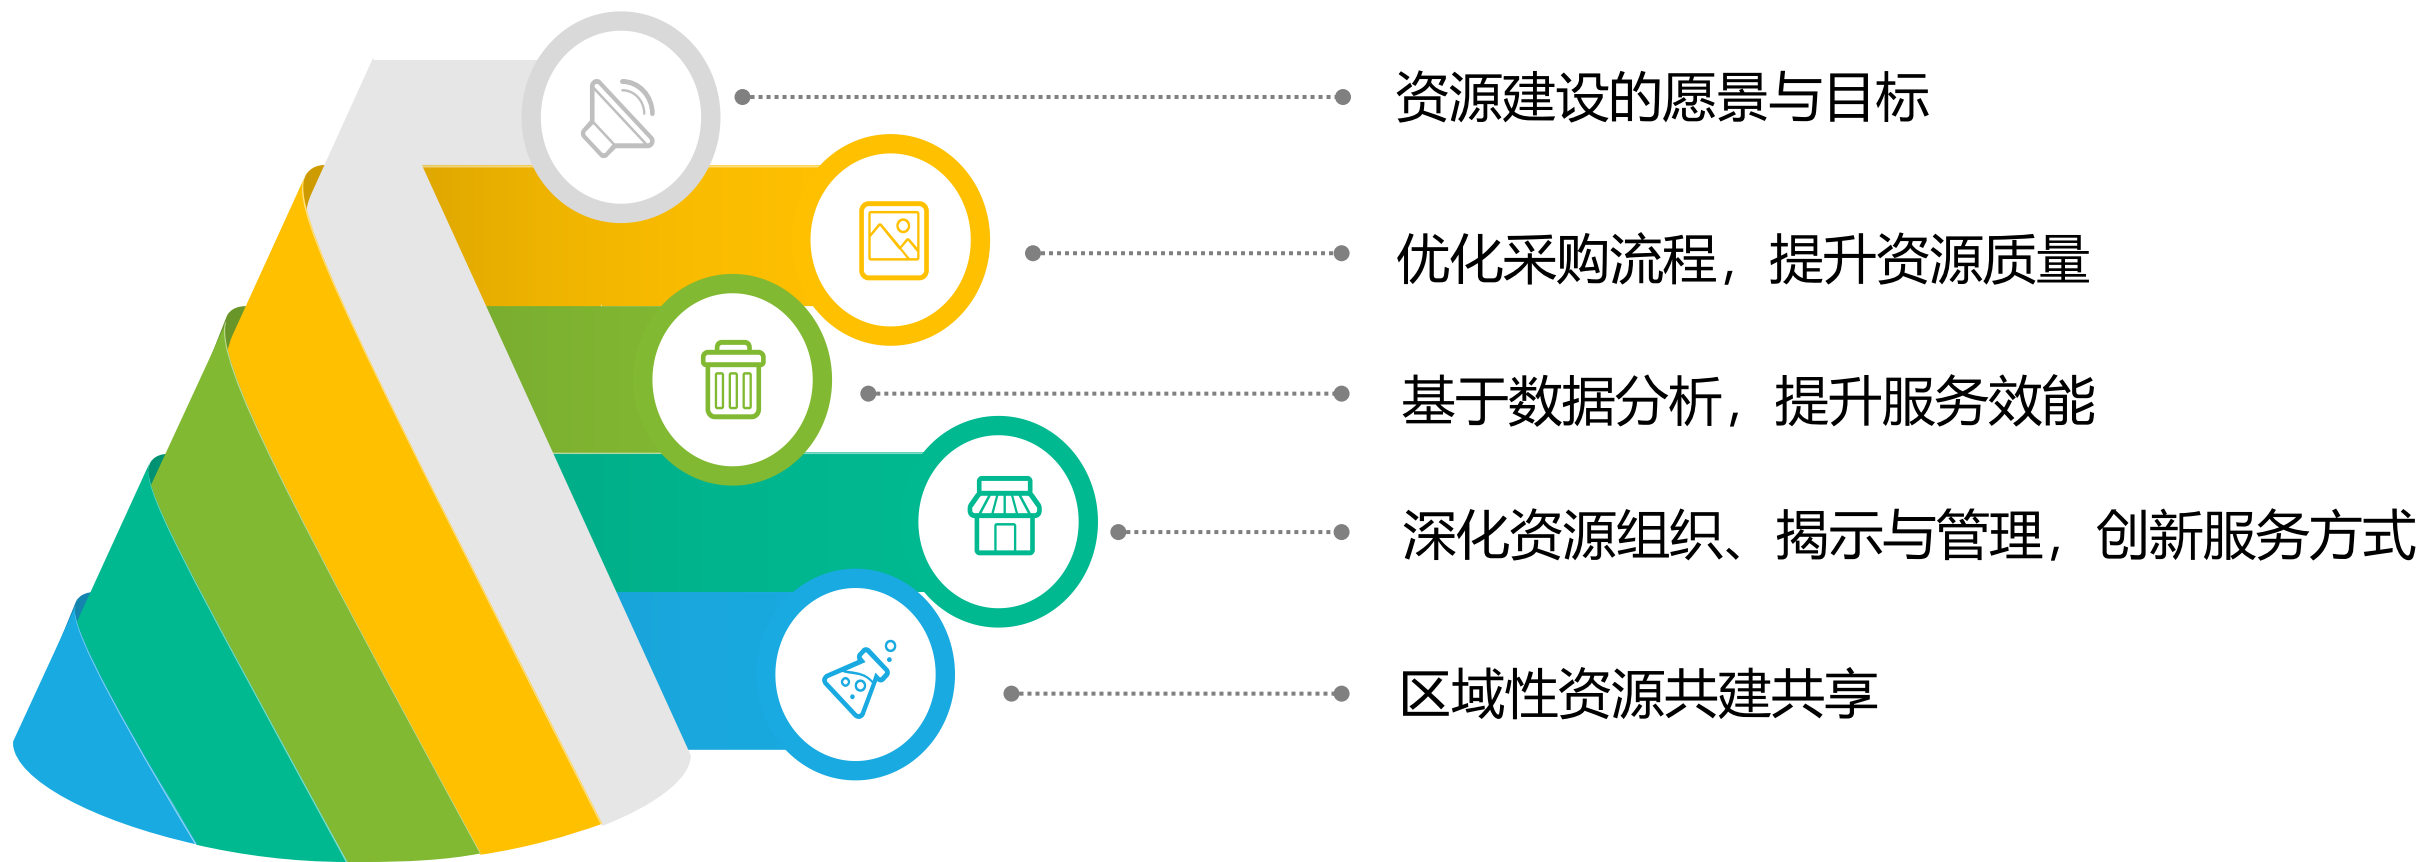 资源建设的愿景与目标
优化采购流程，提升资源质量
基于数据分析，提升服务效能
深化资源组织、揭示与管理，创新服务方式
区域性资源共建共享